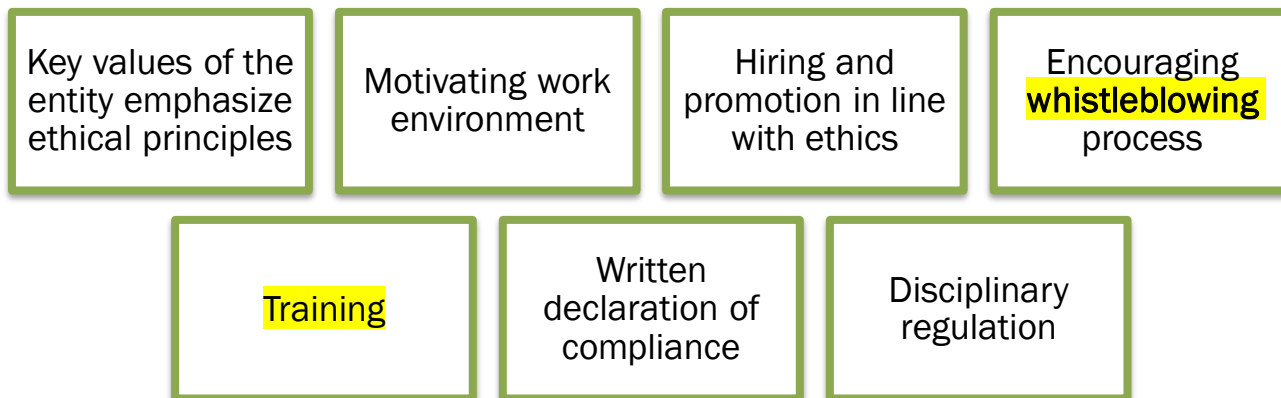 Key values of the
entity emphasize
ethical principles
Motivating work
environment
Hiring and
promotion in line
with ethics
Encouraging
whistleblowing
process
Training
Written
declaration of
compliance
Disciplinary
regulation